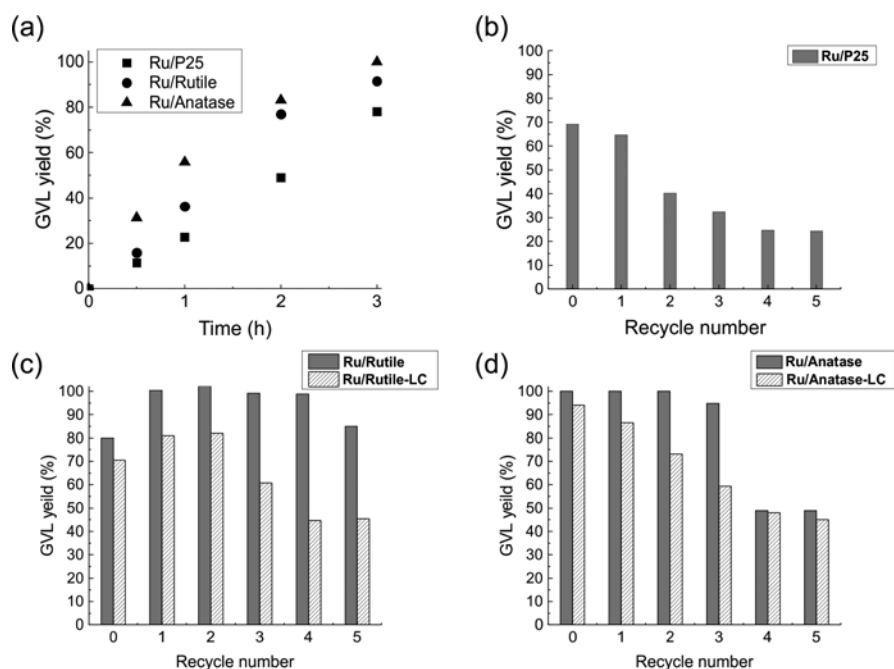 (a)
Ru/P25
Ru/Rutile
Ru/Anatase
GVL yield (%)
100
80
60
40
20
0
0 1 2 3
Time (h)
(b)
Ru/P25
GVL yield (%)
100
90
80
70
60
50
40
30
20
10
0
0 1 2 3 4 5
Recycle number
(c)
Ru/Rutile
Ru/Rutile-LC
GVL yeild (%)
100
90
80
70
60
50
40
30
20
10
0
0 1 2 3 4 5
Recycle number
(d)
Ru/Anatase
Ru/Anatase-LC
GVL yeild (%)
100
90
80
70
60
50
40
30
20
10
0
0 1 2 3 4 5
Recycle number